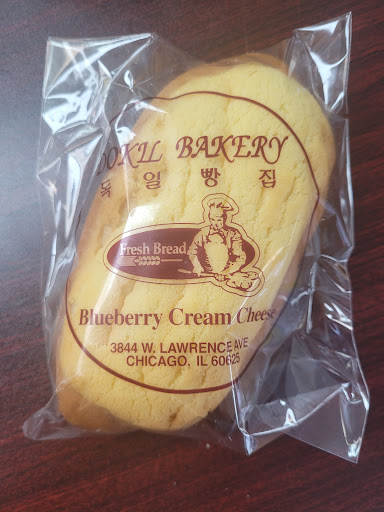 DOKIL BAKERY
독 일 빵 집
Fresh Bread
Blueberry Cream Cheese
3844 W. LAWRENCE AVE
CHICAGO, IL 60625